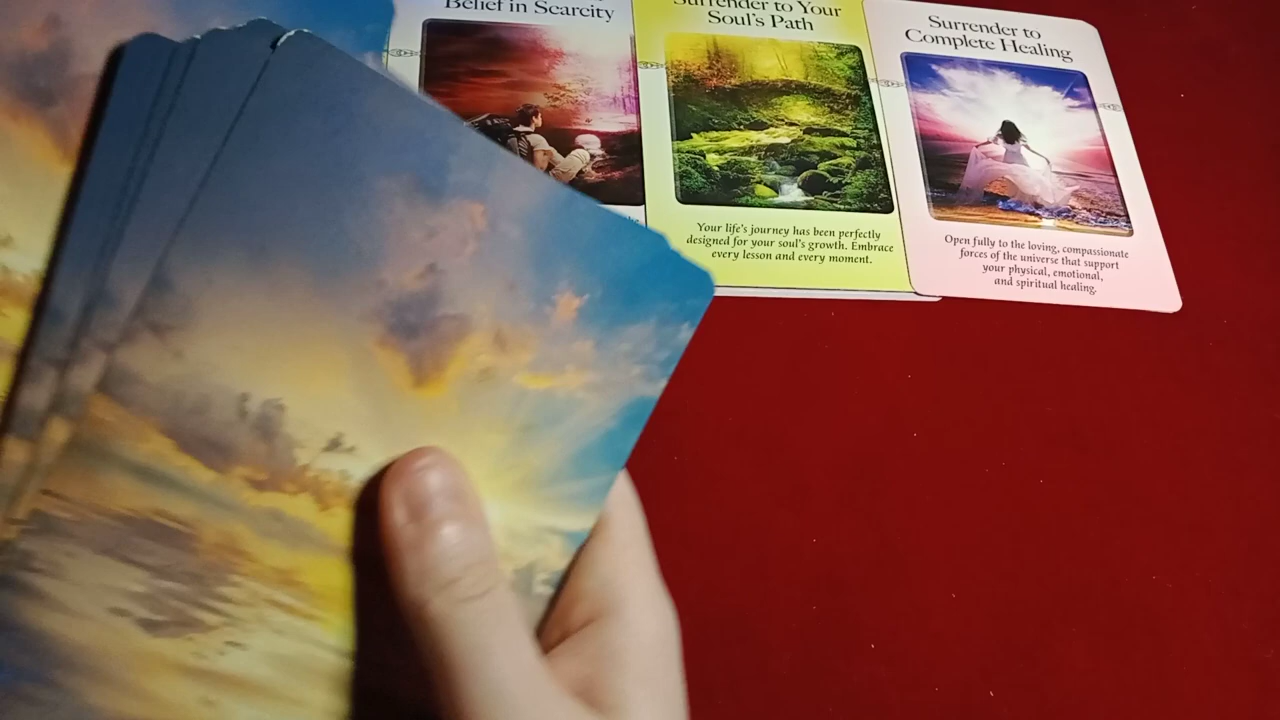 Belief in Scarcity
Surrender to Your
Soul's Path
Your life's journey has been perfectly
designed for your soul's growth. Embrace
every lesson and every moment.
Surrender to
Complete Healing
Open fully to the loving, compassionate
forces of the universe that support
your physical, emotional,
and spiritual healing.